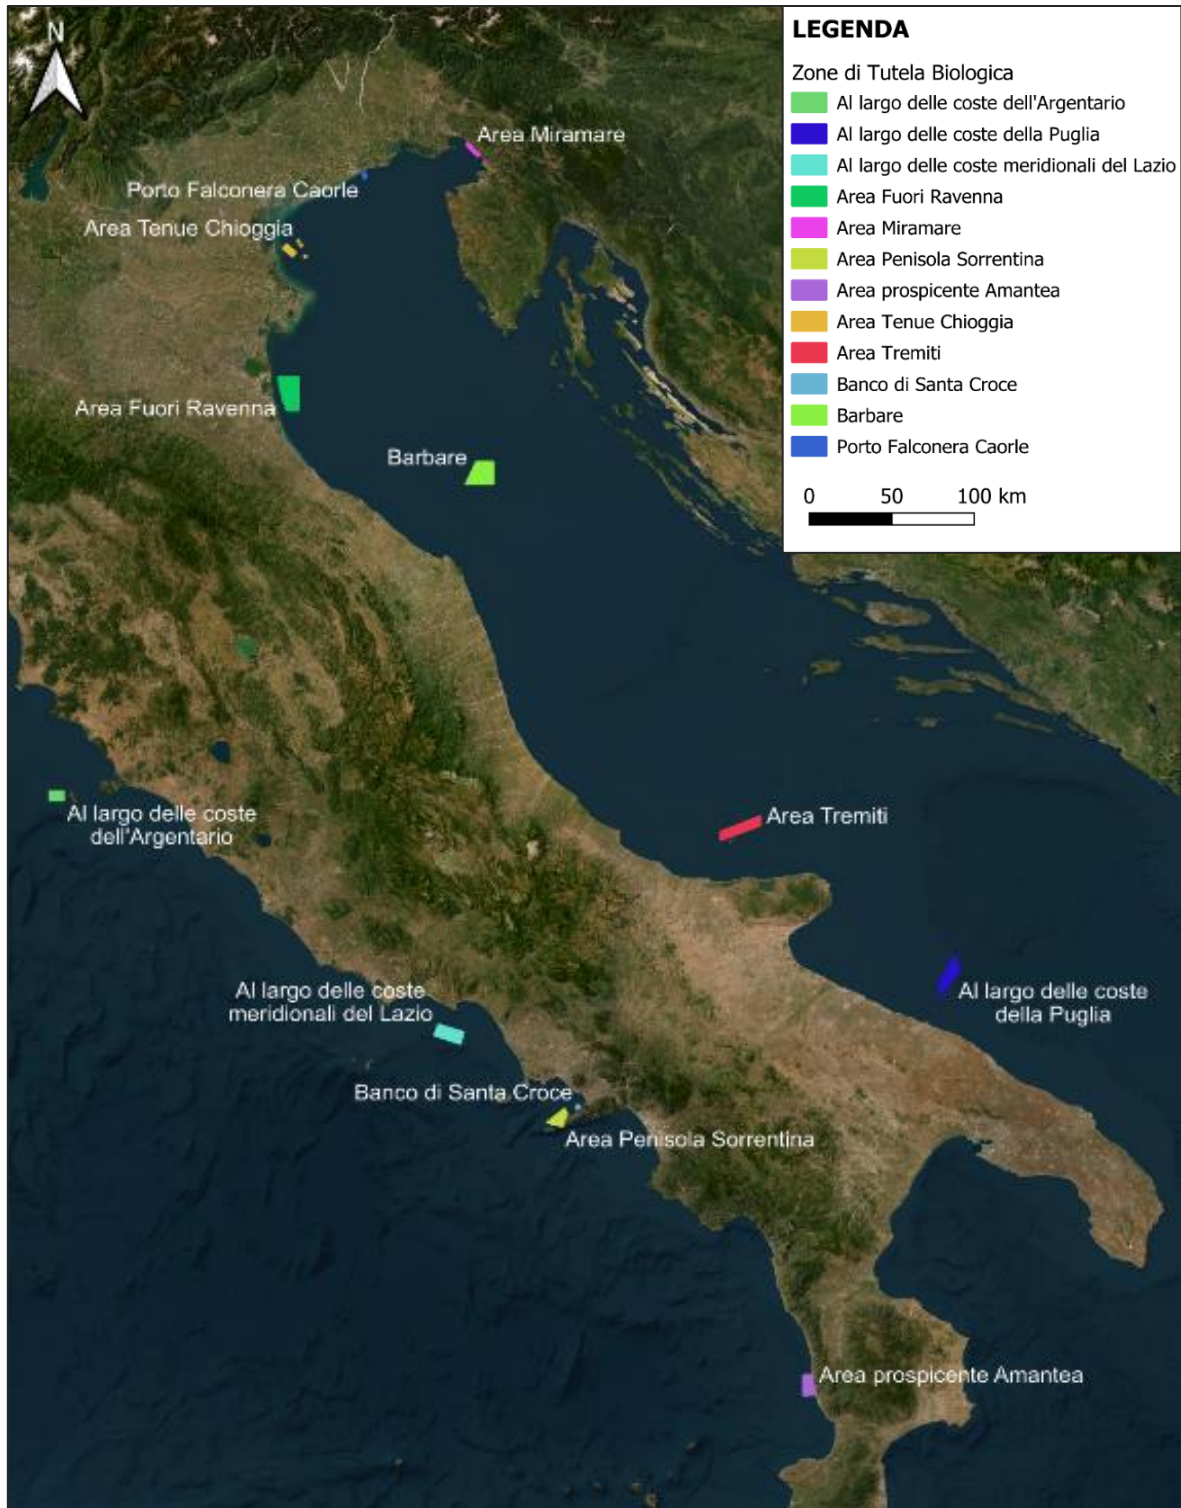 N
LEGENDA
Zone di Tutela Biologica
Al largo delle coste dell'Argentario
Al largo delle coste della Puglia
Al largo delle coste meridionali del Lazio
Area Fuori Ravenna
Area Miramare
Area Penisola Sorrentina
Area prospicente Amantea
Area Tenue Chioggia
Area Tremiti
Banco di Santa Croce
Barbare
Porto Falconera Caorle
0 50 100 km
Area Miramare
Porto Falconera Caorle
Area Tenue Chioggia
Area Fuori Ravenna
Barbare
Al largo delle coste
dell'Argentario
Area Tremiti
Al largo delle coste
meridionali del Lazio
Al largo delle coste
della Puglia
Banco di Santa Croce
Area Penisola Sorrentina
Area prospicente Amantea